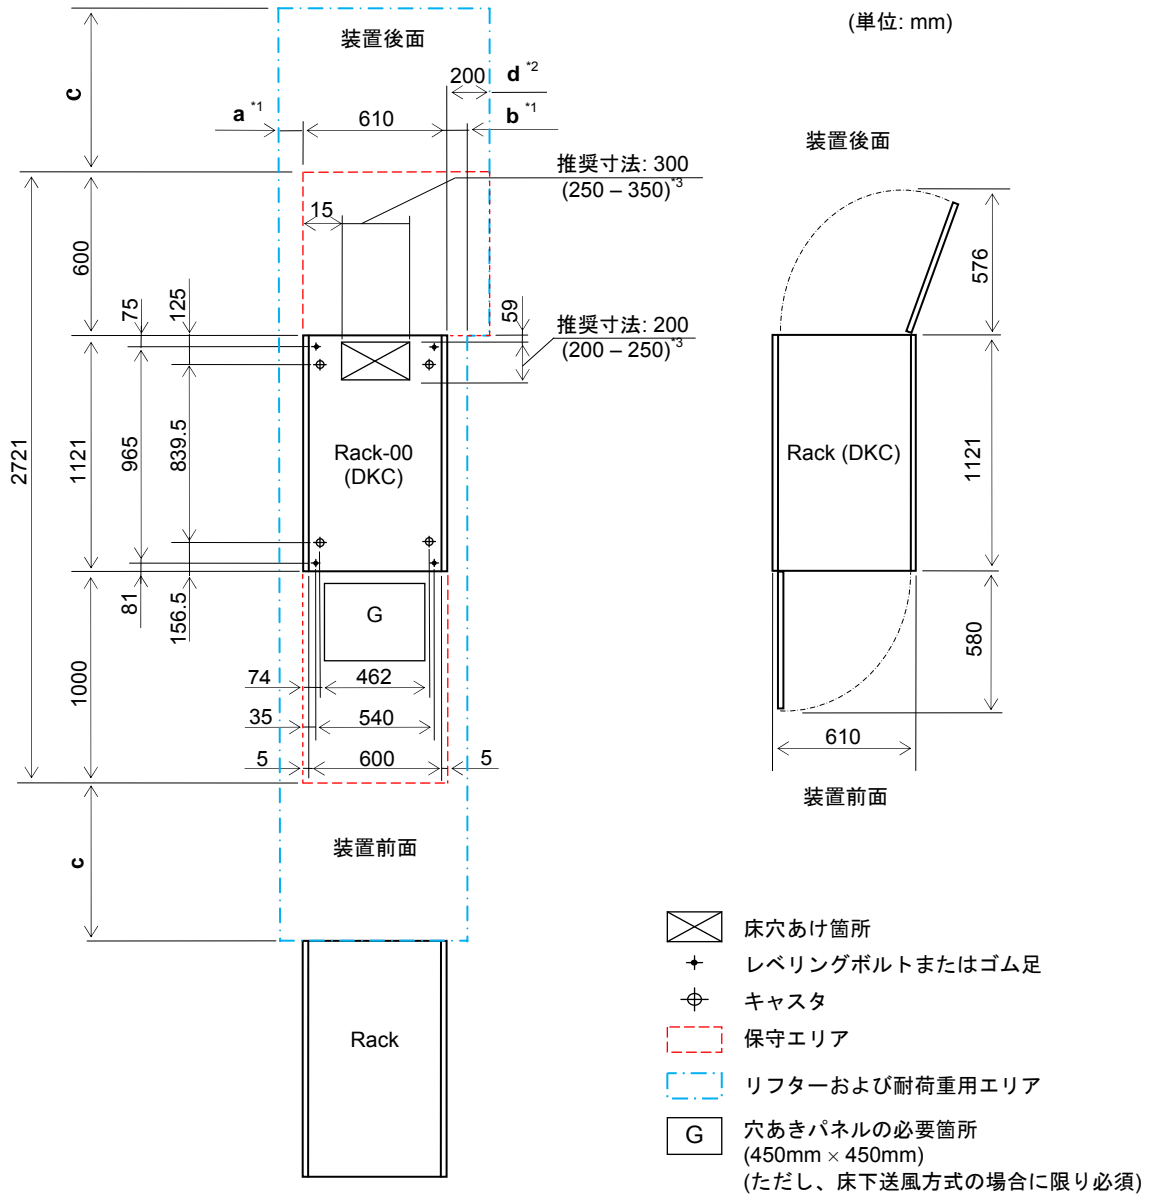 (単位: mm)
装置後面
c
200 d *2
a *1
610
b *1
推奨寸法: 300
(250 – 350)*3
15
600
75
125
59
推奨寸法: 200
(200 – 250)*3
2721
1121
965
839.5
Rack-00
(DKC)
81
156.5
G
1000
74
462
35
540
5
600
5
装置前面
c
Rack
装置後面
576
Rack (DKC)
1121
580
610
装置前面
床穴あけ箇所
レベリングボルトまたはゴム足
キャスタ
保守エリア
リフターおよび耐荷重用エリア
G
穴あきパネルの必要箇所
(450mm × 450mm)
(ただし、床下送風方式の場合に限り必須)